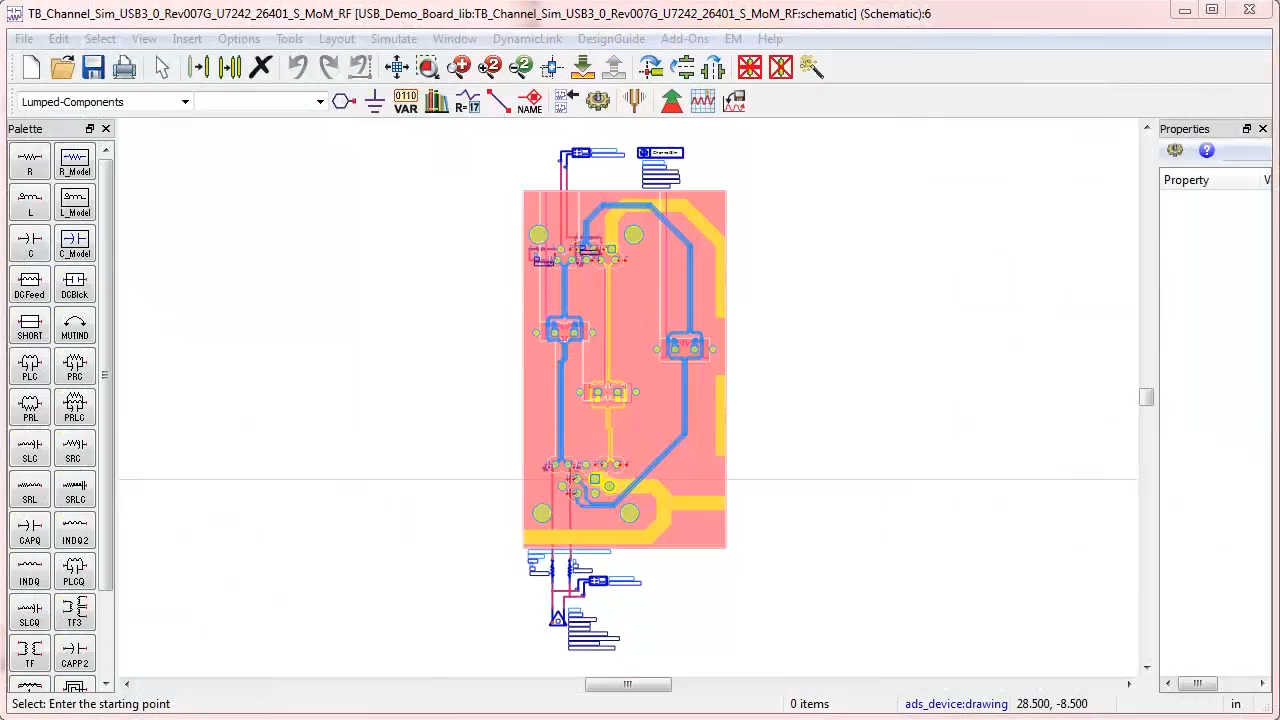 TB_Channel_Sim_USB3_0_Rev007G_U7242_26401_S_MoM_RF [USB_Demo_Board_lib:TB_Channel_Sim_USB3_0_Rev007G_U7242_26401_S_MoM_RF:schematic] (Schematic):6
File Edit Select View Insert Options Tools Layout Simulate Window DynamicLink DesignGuide Add-Ons EM Help
Lumped-Components
0110
VAR
R=17
NAME
Palette
Properties
R R_Model
L L_Model
C C_Model
DCFeed DCBlck
SHORT MUTIND
PLC PRC
PRL PRLC
SLC SRC
SRL SRLC
CAPQ INDQ2
INDQ PLCQ
SLCQ TF3
TF CAPP2
Property V
ChannelSim
Select: Enter the starting point 0 items ads_device:drawing 28.500, -8.500 in